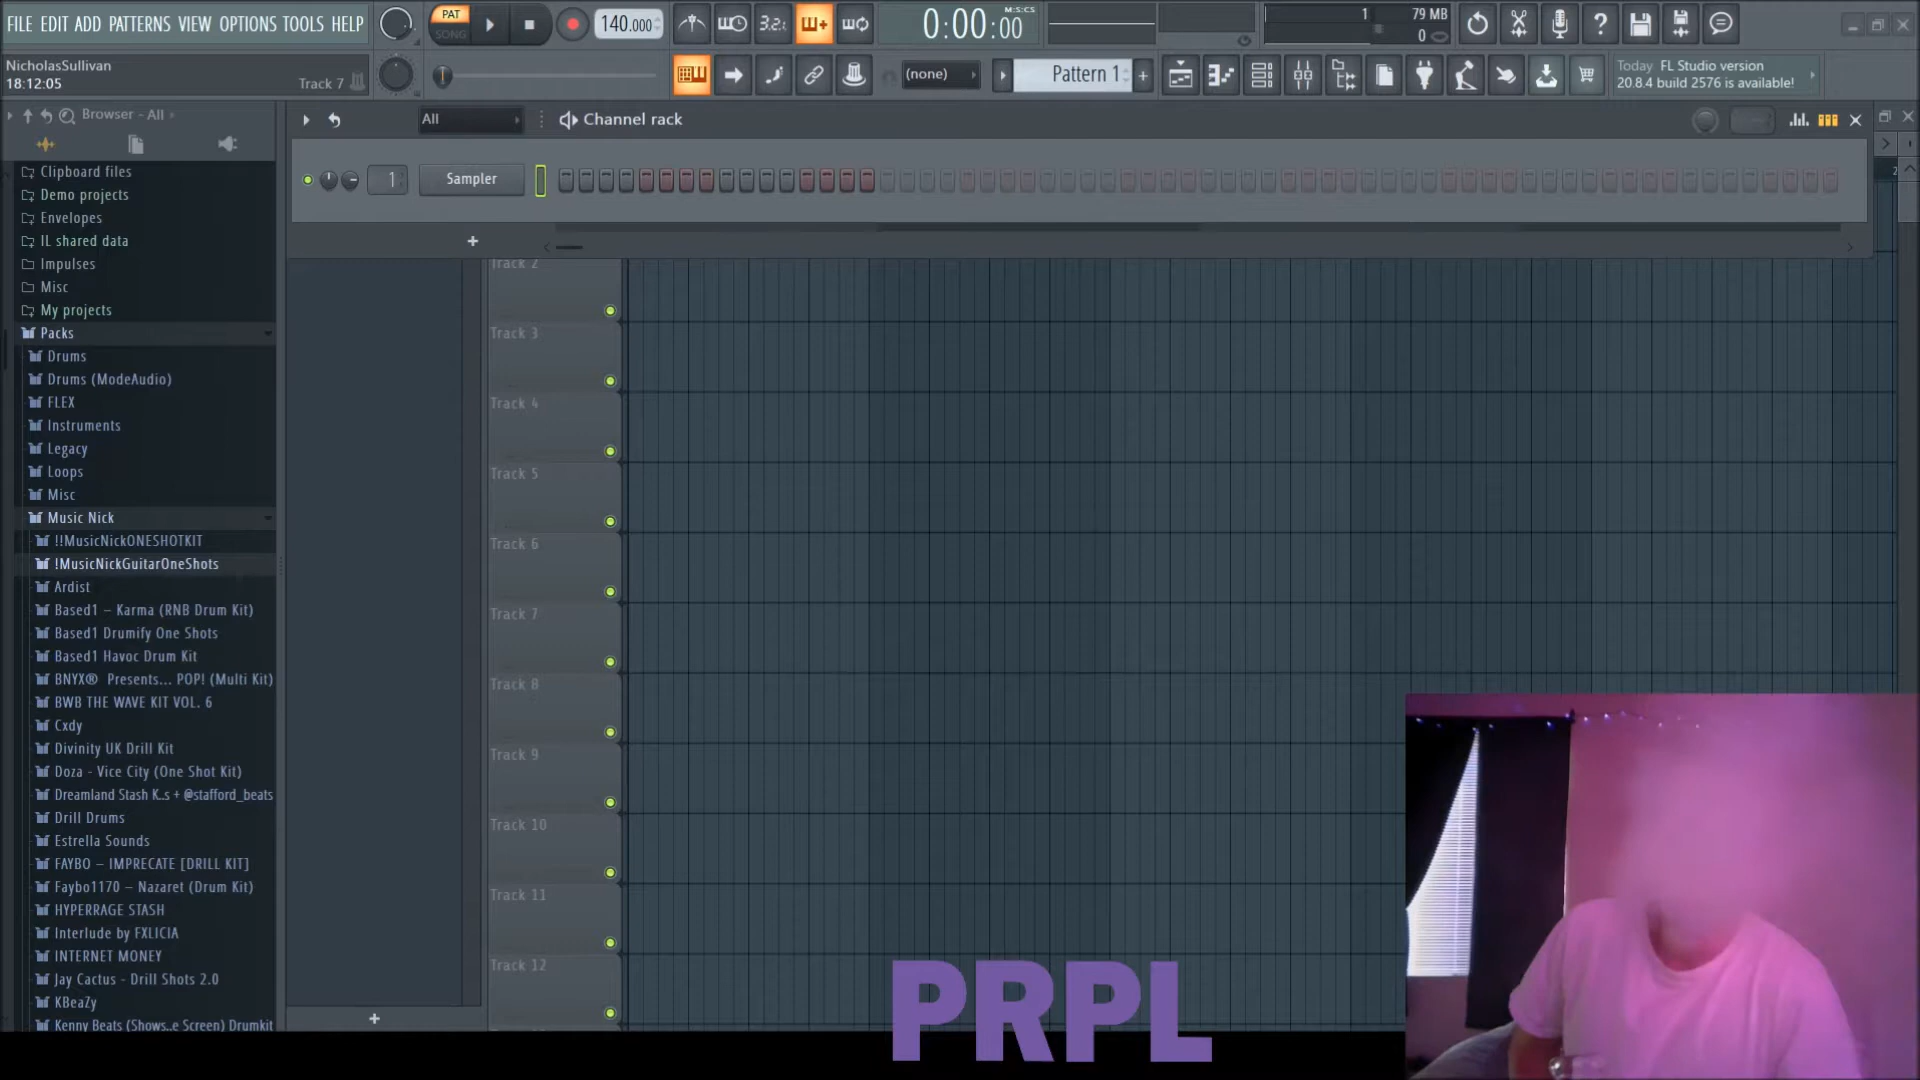 FILE EDIT ADD PATTERNS VIEW OPTIONS TOOLS HELP
PAT
SONG
140.000
3.2.
0:00:00
M:S:CS
1
79 MB
0
NicholasSullivan
18:12:05
Track 7
(none)
Pattern 1
+
Today FL Studio version
20.8.4 build 2576 is available!
Browser - All
All
Channel rack
1
Sampler
+
Clipboard files
Demo projects
Envelopes
IL shared data
Impulses
Misc
My projects
Packs
Drums
Drums (ModeAudio)
FLEX
Instruments
Legacy
Loops
Misc
Music Nick
!!MusicNickONESHOTKIT
!MusicNickGuitarOneShots
Ardist
Based1 – Karma (RNB Drum Kit)
Based1 Drumify One Shots
Based1 Havoc Drum Kit
BNYX® Presents... POP! (Multi Kit)
BWB THE WAVE KIT VOL. 6
Cxdy
Divinity UK Drill Kit
Doza - Vice City (One Shot Kit)
Dreamland Stash K..s + @stafford_beats
Drill Drums
Estrella Sounds
FAYBO – IMPRECATE [DRILL KIT]
Faybo1170 – Nazaret (Drum Kit)
HYPERRAGE STASH
Interlude by FXLICIA
INTERNET MONEY
Jay Cactus - Drill Shots 2.0
KBeaZy
Kenny Beats (Shows..e Screen) Drumkit
Track 2
Track 3
Track 4
Track 5
Track 6
Track 7
Track 8
Track 9
Track 10
Track 11
Track 12
+
PRPL